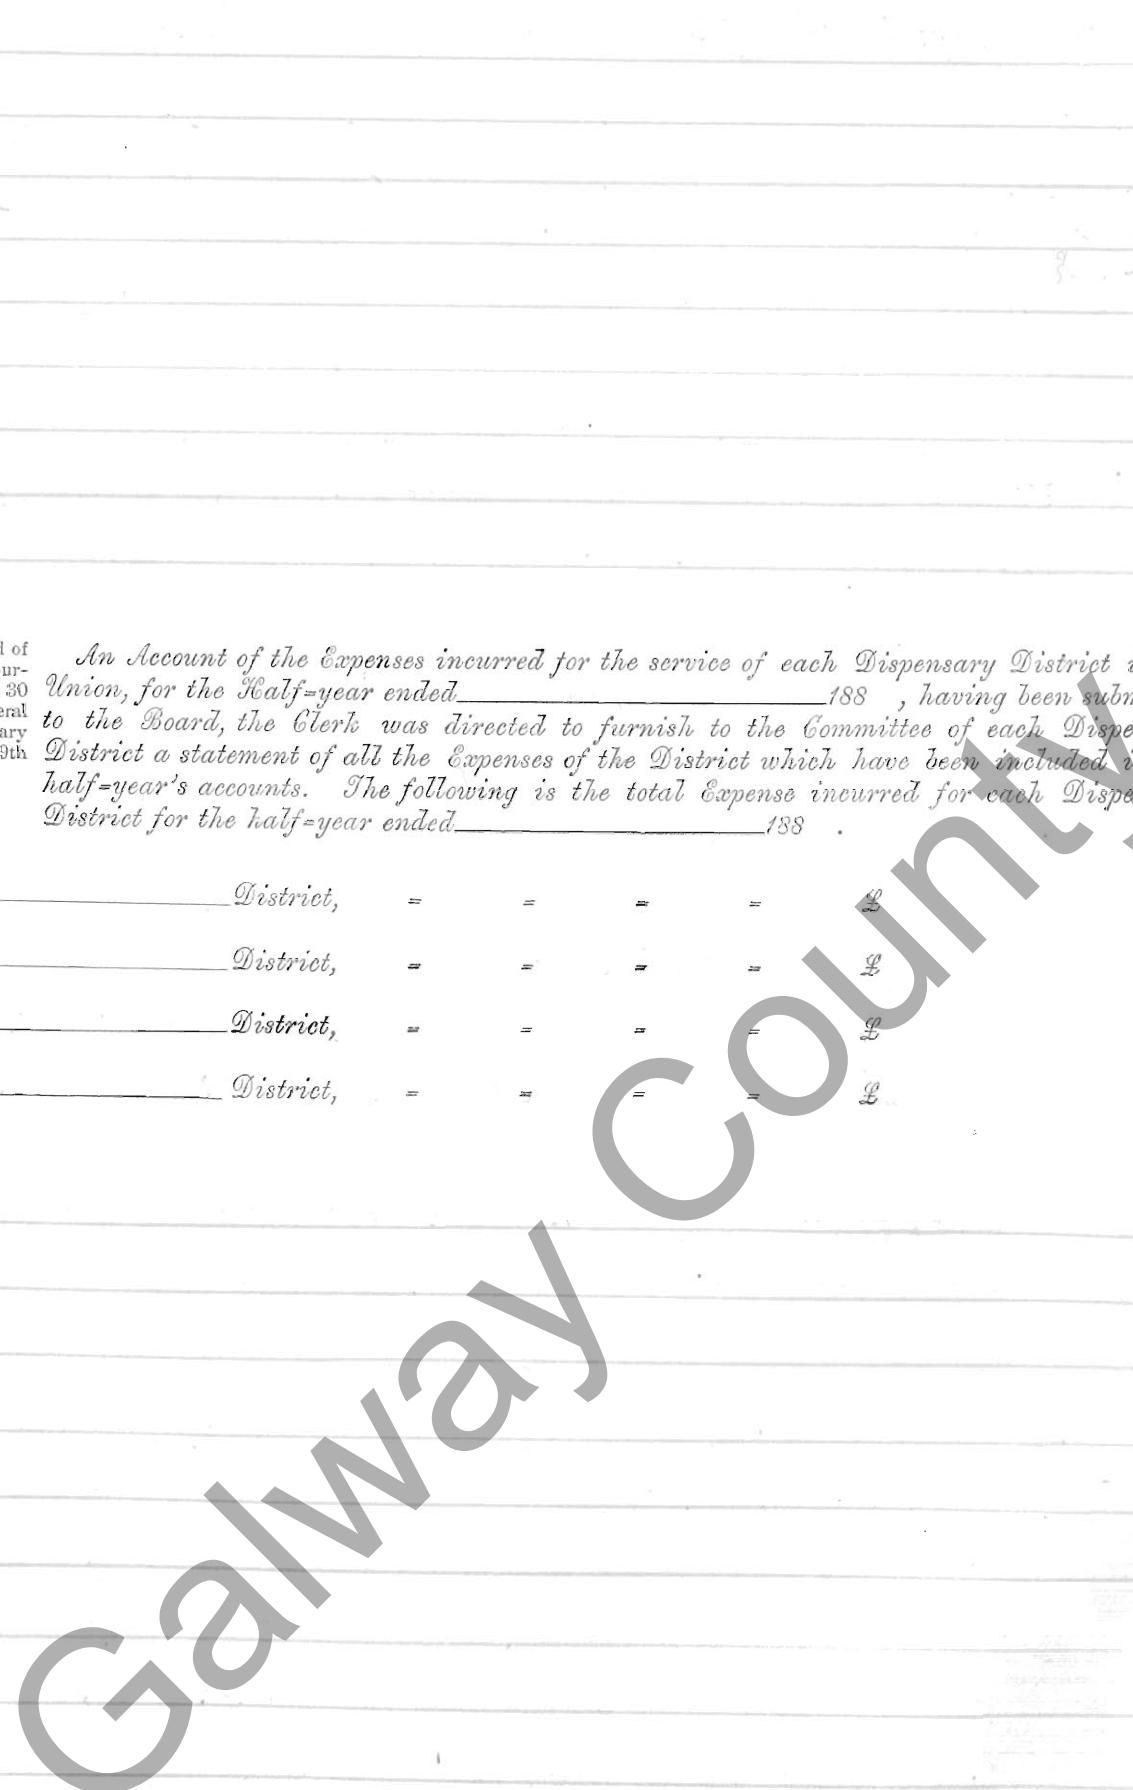 l of
ur-
30
eral
ary
9th
An Account of the Expenses incurred for the service of each Dispensary District
Union, for the Half=year ended 188 , having been subm
to the Board, the Clerk was directed to furnish to the Committee of each Dispe
District a statement of all the Expenses of the District which have been included i
half=year's accounts. The following is the total Expense incurred for each Dispe
District for the half=year ended 188 .
District, = = = = £
District, = = = = £
District, = = = = £
District, = = = = £
Galway County